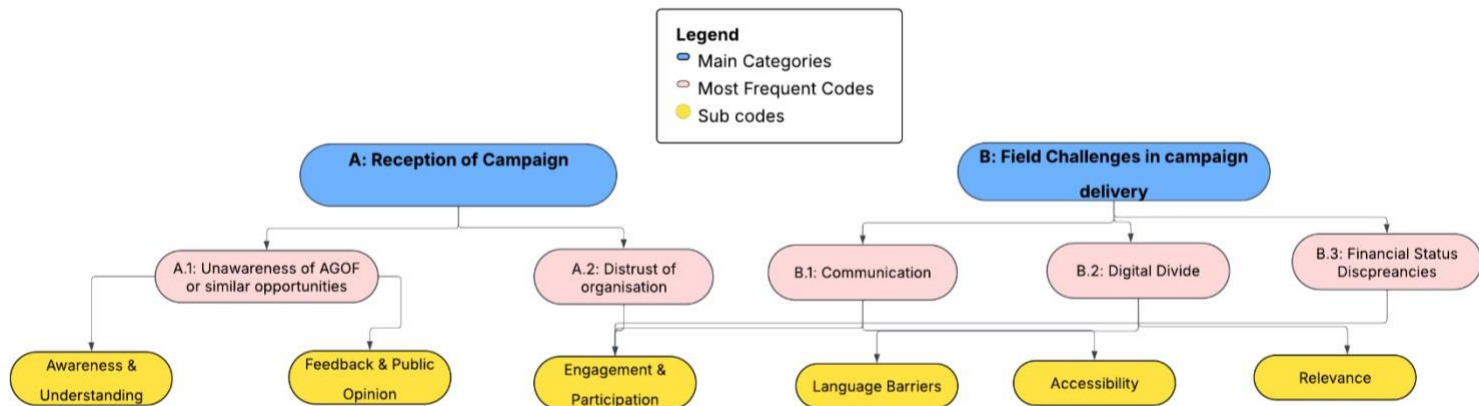 Legend
Main Categories
Most Frequent Codes
Sub codes
A: Reception of Campaign
B: Field Challenges in campaign
delivery
A.1: Unawareness of AGOF
or similar opportunities
A.2: Distrust of
organisation
B.1: Communication
B.2: Digital Divide
B.3: Financial Status
Discpreancies
Awareness &
Understanding
Feedback & Public
Opinion
Engagement &
Participation
Language Barriers
Accessibility
Relevance